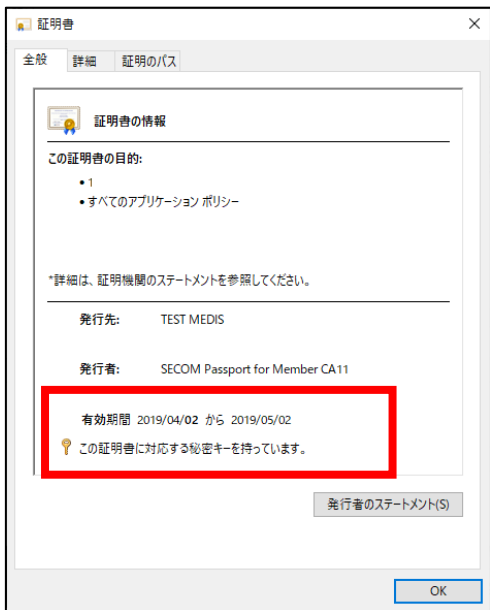 証明書
全般 詳細 証明のパス
証明書の情報
この証明書の目的:
• 1
• すべてのアプリケーション ポリシー
*詳細は、証明機関のステートメントを参照してください。
発行先: TEST MEDIS
発行者: SECOM Passport for Member CA11
有効期間 2019/04/02 から 2019/05/02
この証明書に対応する秘密キーを持っています。
発行者のステートメント(S)
OK